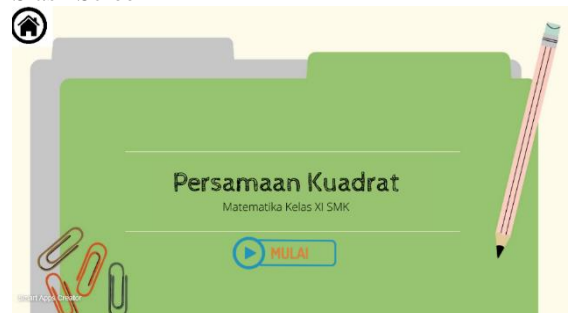 Persamaan Kuadrat
Matematika Kelas XI SMK
MULAI
Smart Apps Creator